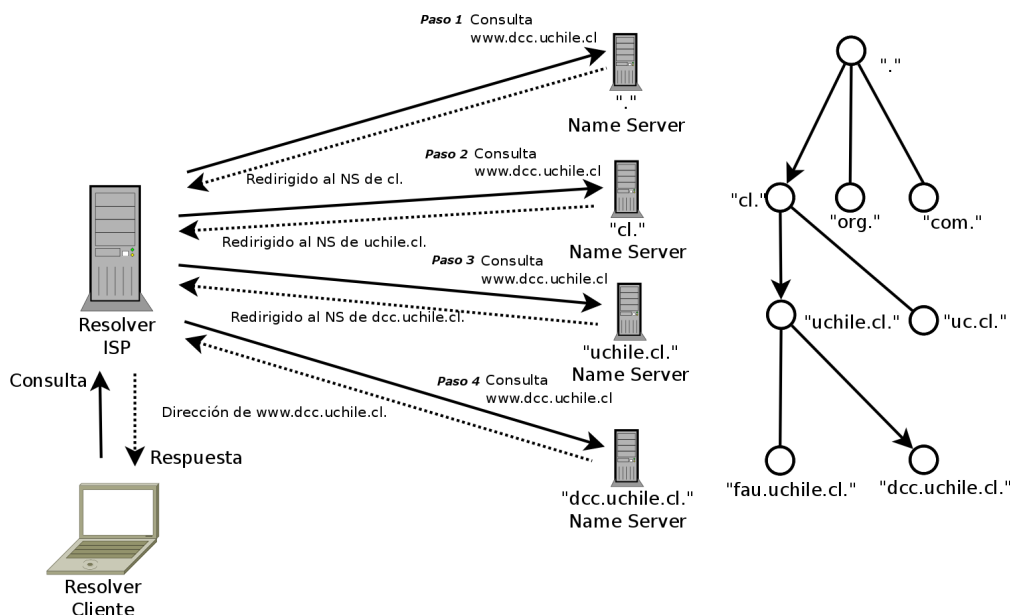 Paso 1 Consulta
www.dcc.uchile.cl
"."
Name Server
Redirigido al NS de cl.
Paso 2 Consulta
www.dcc.uchile.cl
"cl."
Name Server
Redirigido al NS de uchile.cl.
Paso 3 Consulta
www.dcc.uchile.cl
"uchile.cl."
Name Server
Redirigido al NS de dcc.uchile.cl.
Paso 4 Consulta
www.dcc.uchile.cl
"dcc.uchile.cl."
Name Server
Dirección de www.dcc.uchile.cl.
Resolver
ISP
Consulta
Respuesta
Resolver
Cliente
"."
"cl."
"org."
"com."
"uchile.cl."
"uc.cl."
"fau.uchile.cl."
"dcc.uchile.cl."